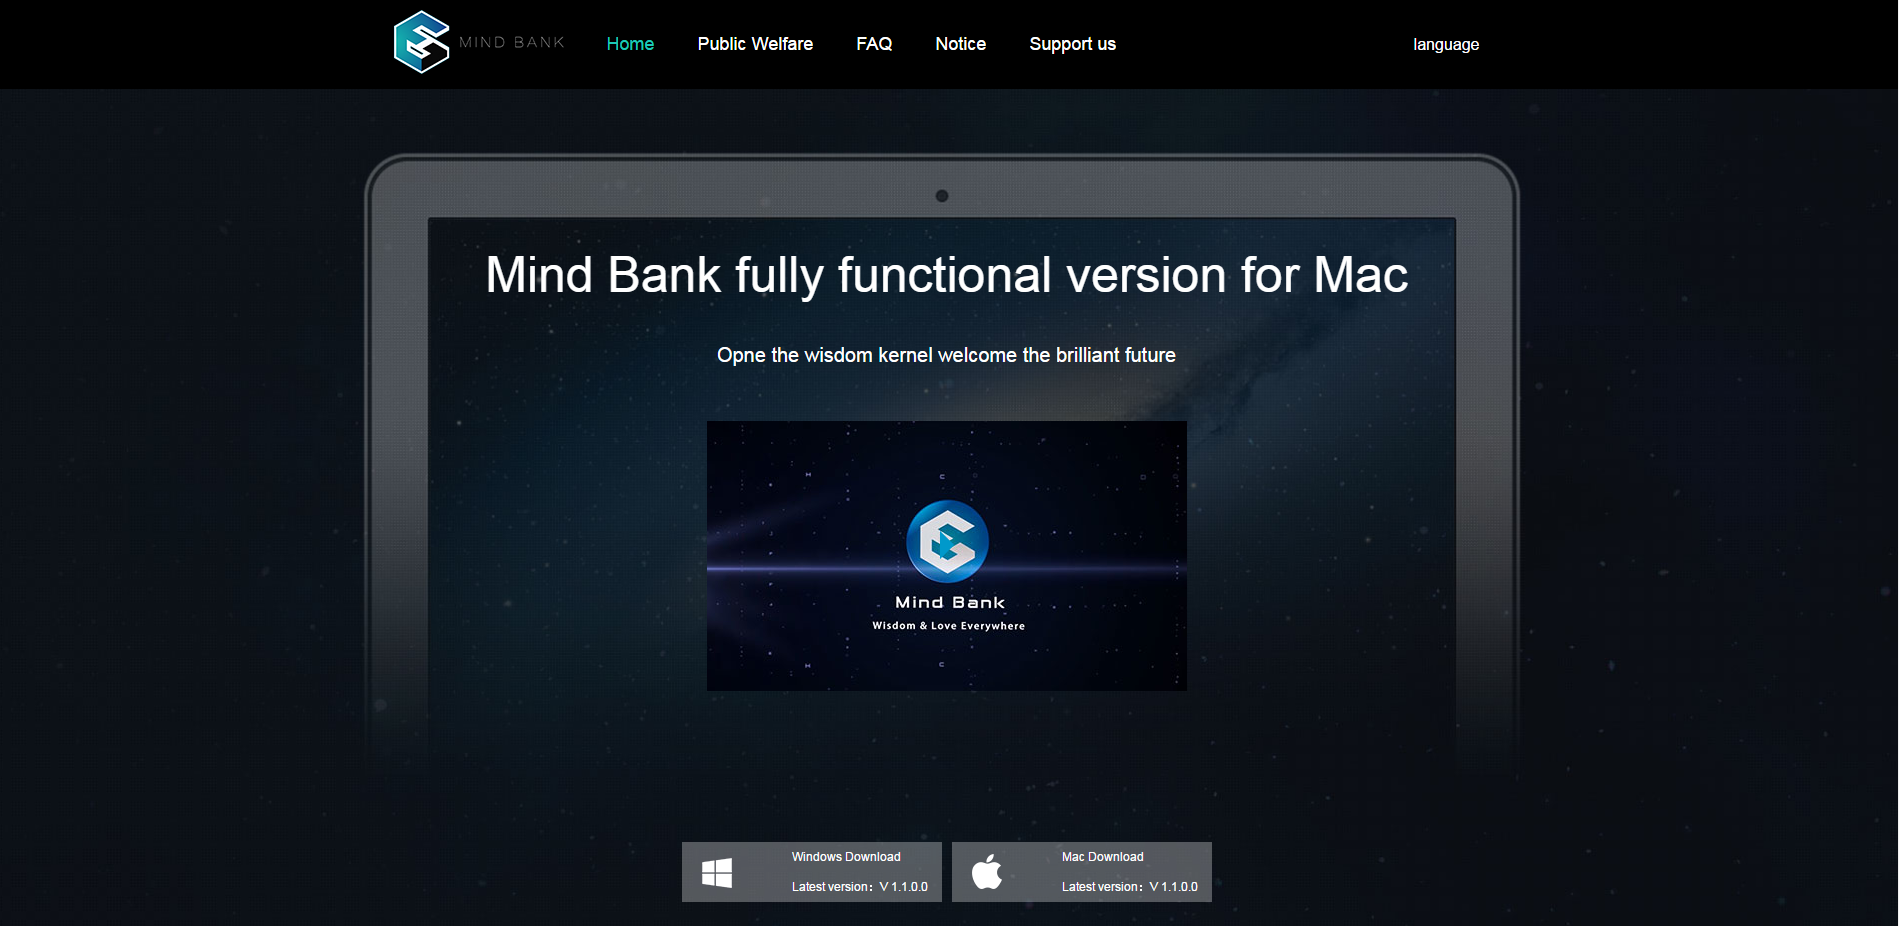 MIND BANK
Home
Public Welfare
FAQ
Notice
Support us
language
Mind Bank fully functional version for Mac
Opne the wisdom kernel welcome the brilliant future
Mind Bank
Wisdom & Love Everywhere
Windows Download
Latest version：V 1.1.0.0
Mac Download
Latest version：V 1.1.0.0